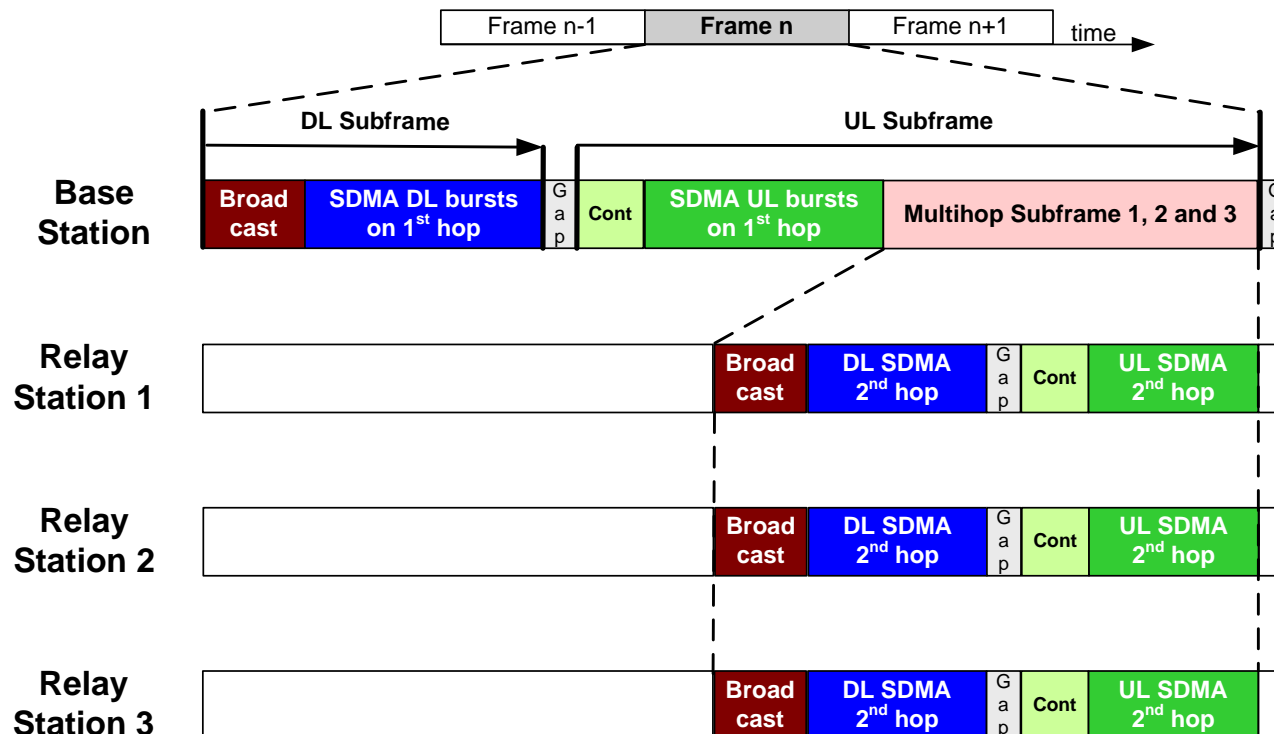 Frame n-1 Frame n Frame n+1 time
DL Subframe UL Subframe
Base
Station
Broad
cast
SDMA DL bursts
on 1st hop
G
a
p
Cont
SDMA UL bursts
on 1st hop
Multihop Subframe 1, 2 and 3
Relay
Station 1
Broad
cast
DL SDMA
2nd hop
G
a
p
Cont
UL SDMA
2nd hop
Relay
Station 2
Broad
cast
DL SDMA
2nd hop
G
a
p
Cont
UL SDMA
2nd hop
Relay
Station 3
Broad
cast
DL SDMA
2nd hop
G
a
p
Cont
UL SDMA
2nd hop